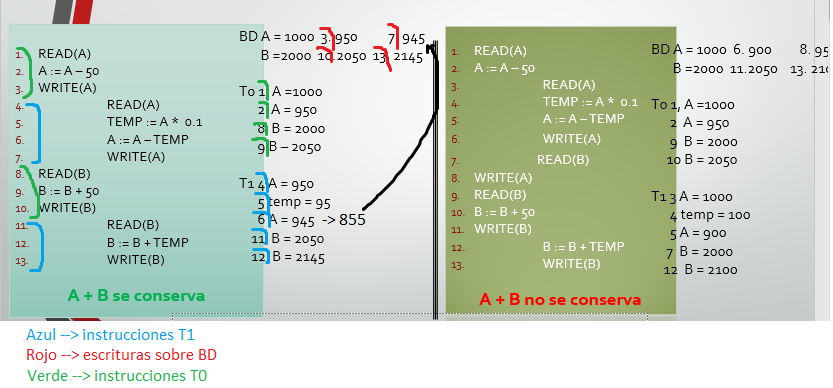 BD A = 1000 3. 950 7. 945
B =2000 10.2050 13. 2145
1. READ(A)
2. A := A – 50
3. WRITE(A)
4. READ(A)
5. TEMP := A * 0.1
6. A := A – TEMP
7. WRITE(A)
8. READ(B)
9. B := B + 50
10. WRITE(B)
11. READ(B)
12. B := B + TEMP
13. WRITE(B)
A + B se conserva
To 1, A =1000
2 A = 950
8 B = 2000
9 B – 2050
T1 4 A = 950
5 temp = 95
6 A = 945 -> 855
11 B = 2050
12 B = 2145
1. READ(A)
2. A := A – 50
3. READ(A)
4. TEMP := A * 0.1
5. A := A – TEMP
6. WRITE(A)
7. READ(B)
8. WRITE(A)
9. READ(B)
10. B := B + 50
11. WRITE(B)
12. B := B + TEMP
13. WRITE(B)
A + B no se conserva
BD A = 1000 6. 900 8. 95
B =2000 11.2050 13. 210
To 1, A =1000
2 A = 950
9 B = 2000
10 B = 2050
T1 3 A = 1000
4 temp = 100
5 A = 900
7 B = 2000
12 B = 2100
Azul --> instrucciones T1
Rojo --> escrituras sobre BD
Verde --> instrucciones T0